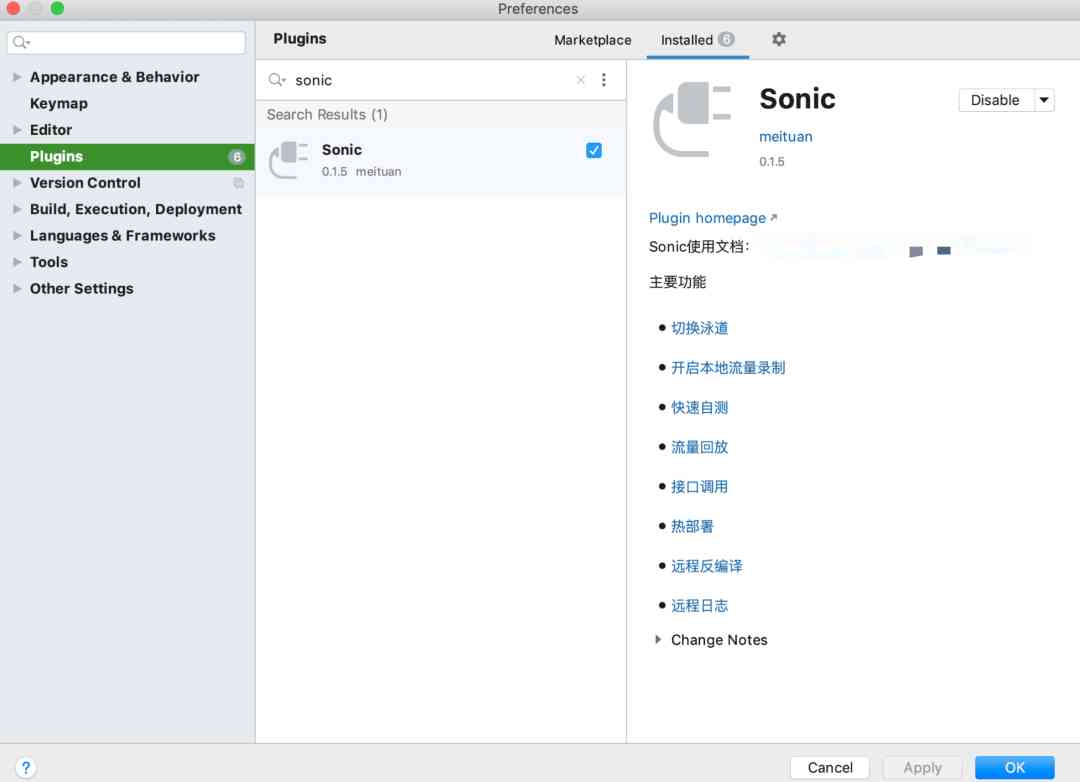 Preferences
Appearance & Behavior
Keymap
Editor
Plugins 6
Version Control
Build, Execution, Deployment
Languages & Frameworks
Tools
Other Settings
Plugins
Marketplace
Installed 6
sonic
Search Results (1)
Sonic
0.1.5 meituan
Sonic
meituan
0.1.5
Disable
Plugin homepage
Sonic使用文档:
主要功能
切换泳道
开启本地流量录制
快速自测
流量回放
接口调用
热部署
远程反编译
远程日志
Change Notes
?
Cancel
Apply
OK